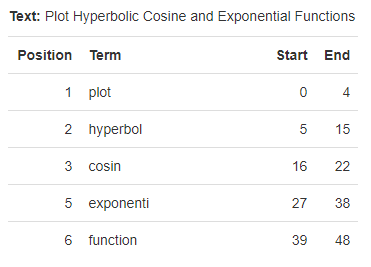 Text: Plot Hyperbolic Cosine and Exponential Functions
Position Term Start End
1 plot 0 4
2 hyperbol 5 15
3 cosin 16 22
5 exponenti 27 38
6 function 39 48